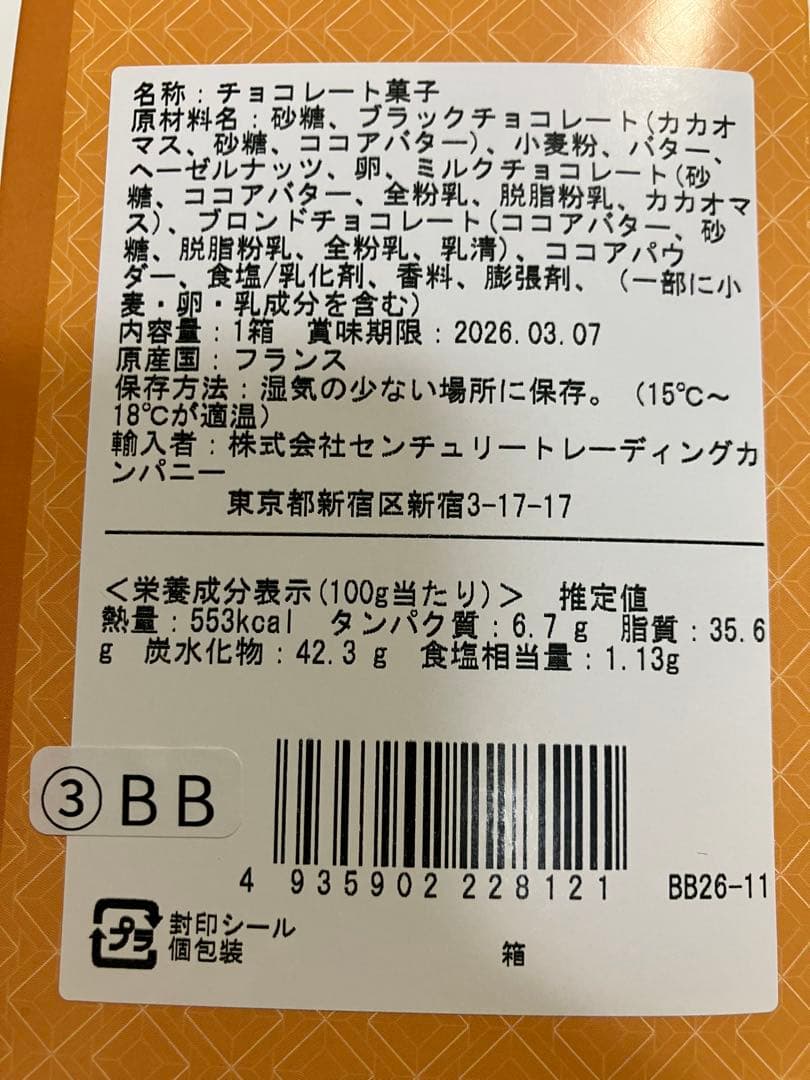 名称：チョコレート菓子
原材料名：砂糖、ブラックチョコレート(カカオ
マス、砂糖、ココアバター)、小麦粉、バター、
ヘーゼルナッツ、卵、ミルクチョコレート(砂
糖、ココアバター、全粉乳、脱脂粉乳、カカオマ
ス)、ブロンドチョコレート(ココアバター、砂
糖、脱脂粉乳、全粉乳、乳清)、ココアパウ
ダー、食塩/乳化剤、香料、膨張剤、（一部に小
麦・卵・乳成分を含む)
内容量：1箱　賞味期限：2026.03.07
原産国：フランス
保存方法：湿気の少ない場所に保存。（15℃～
18℃が適温）
輸入者：株式会社センチュリートレーディングカ
ンパニー
東京都新宿区新宿3-17-17
＜栄養成分表示(100g当たり)＞　推定値
熱量：553kcal　タンパク質：6.7 g　脂質：35.6
g　炭水化物：42.3 g　食塩相当量：1.13g
③BB
4 935902 228121　BB26-11
プラ 封印シール
個包装
箱